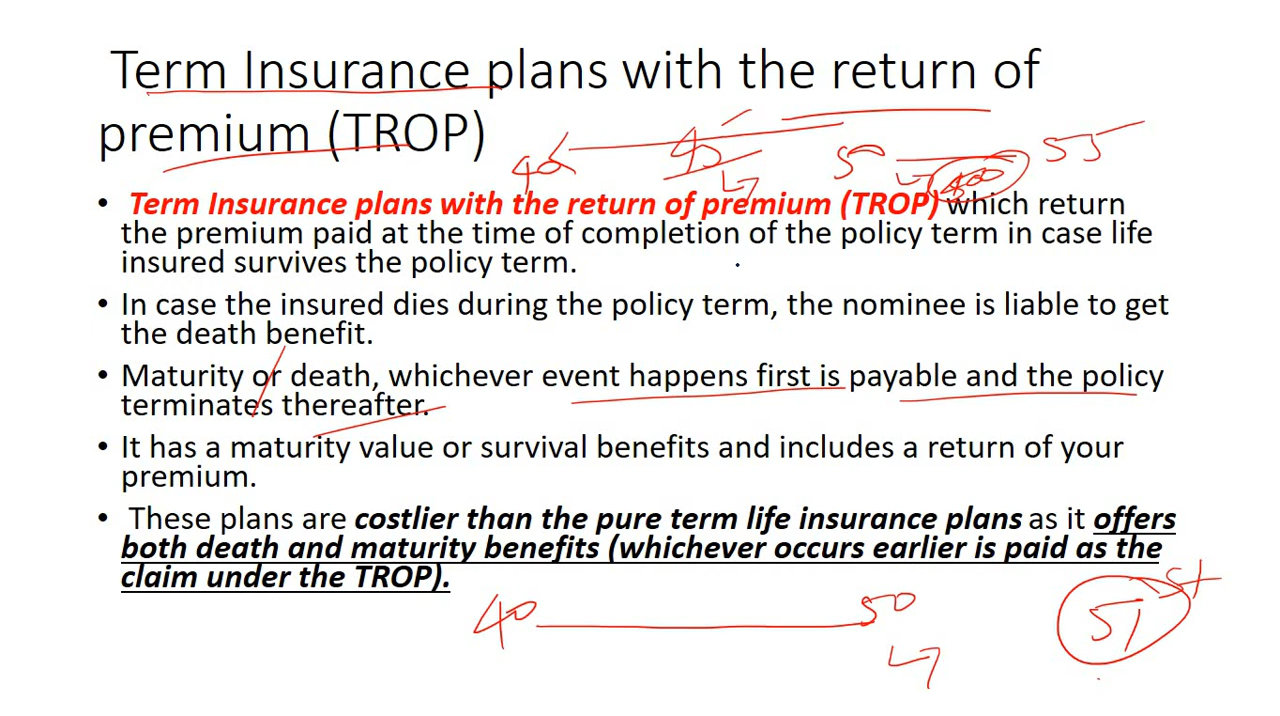 Term Insurance plans with the return of
premium (TROP)
40 45 50 55
• Term Insurance plans with the return of premium (TROP) which return
the premium paid at the time of completion of the policy term in case life
insured survives the policy term.
• In case the insured dies during the policy term, the nominee is liable to get
the death benefit.
• Maturity or death, whichever event happens first is payable and the policy
terminates thereafter.
• It has a maturity value or survival benefits and includes a return of your
premium.
• These plans are costlier than the pure term life insurance plans as it offers
both death and maturity benefits (whichever occurs earlier is paid as the
claim under the TROP).
40 50 51st